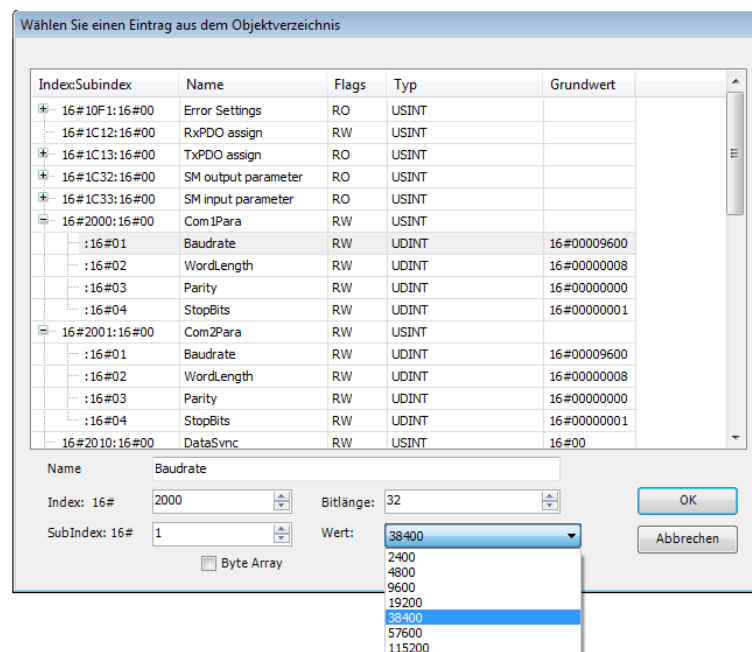 Wählen Sie einen Eintrag aus dem Objektverzeichnis
Index:Subindex Name Flags Typ Grundwert
16#10F1:16#00 Error Settings RO USINT
16#1C12:16#00 RxPDO assign RW USINT
16#1C13:16#00 TxPDO assign RO USINT
16#1C32:16#00 SM output parameter RO USINT
16#1C33:16#00 SM input parameter RO USINT
16#2000:16#00 Com1Para RW USINT
:16#01 Baudrate RW UDINT 16#00009600
:16#02 WordLength RW UDINT 16#00000008
:16#03 Parity RW UDINT 16#00000000
:16#04 StopBits RW UDINT 16#00000001
16#2001:16#00 Com2Para RW USINT
:16#01 Baudrate RW UDINT 16#00009600
:16#02 WordLength RW UDINT 16#00000008
:16#03 Parity RW UDINT 16#00000000
:16#04 StopBits RW UDINT 16#00000001
16#2010:16#00 DataSync RW USINT 16#00
Name Baudrate
Index: 16# 2000 Bitlänge: 32 OK
SubIndex: 16# 1 Wert: 38400 Abbrechen
Byte Array
2400
4800
9600
19200
38400
57600
115200